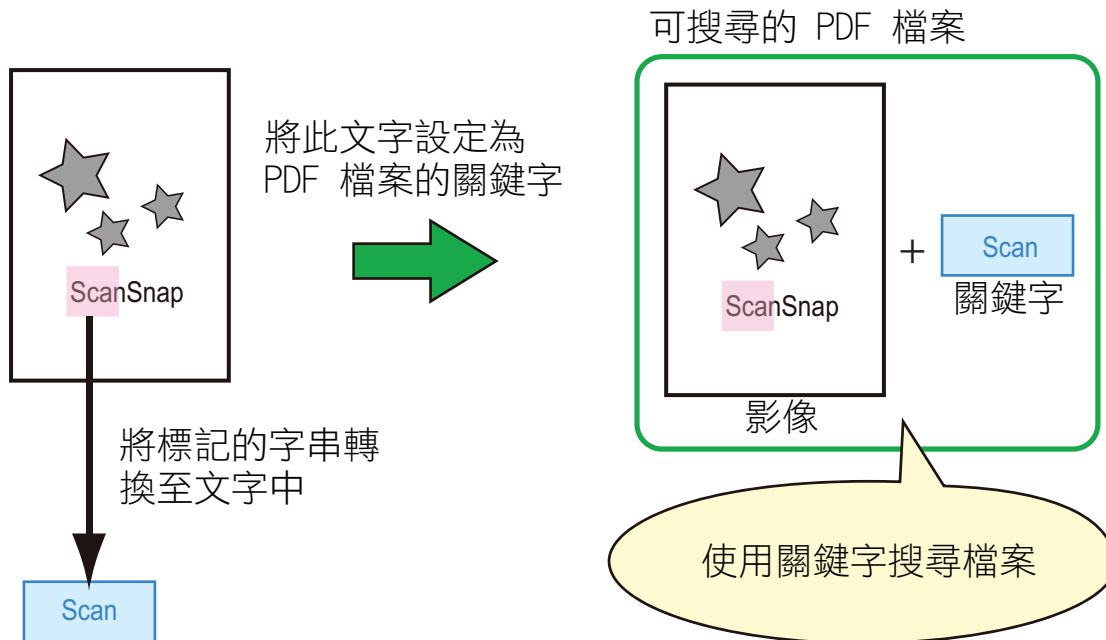 可搜尋的 PDF 檔案
將此文字設定為
PDF 檔案的關鍵字
ScanSnap
ScanSnap
+
Scan
關鍵字
影像
將標記的字串轉
換至文字中
使用關鍵字搜尋檔案
Scan